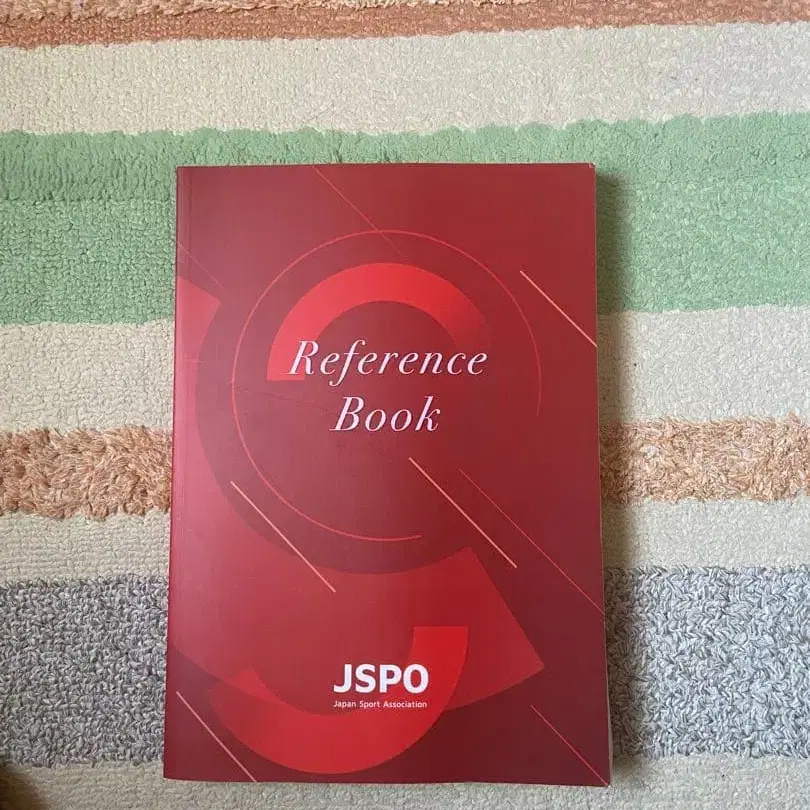 Reference
Book
JSPO
Japan Sport Association